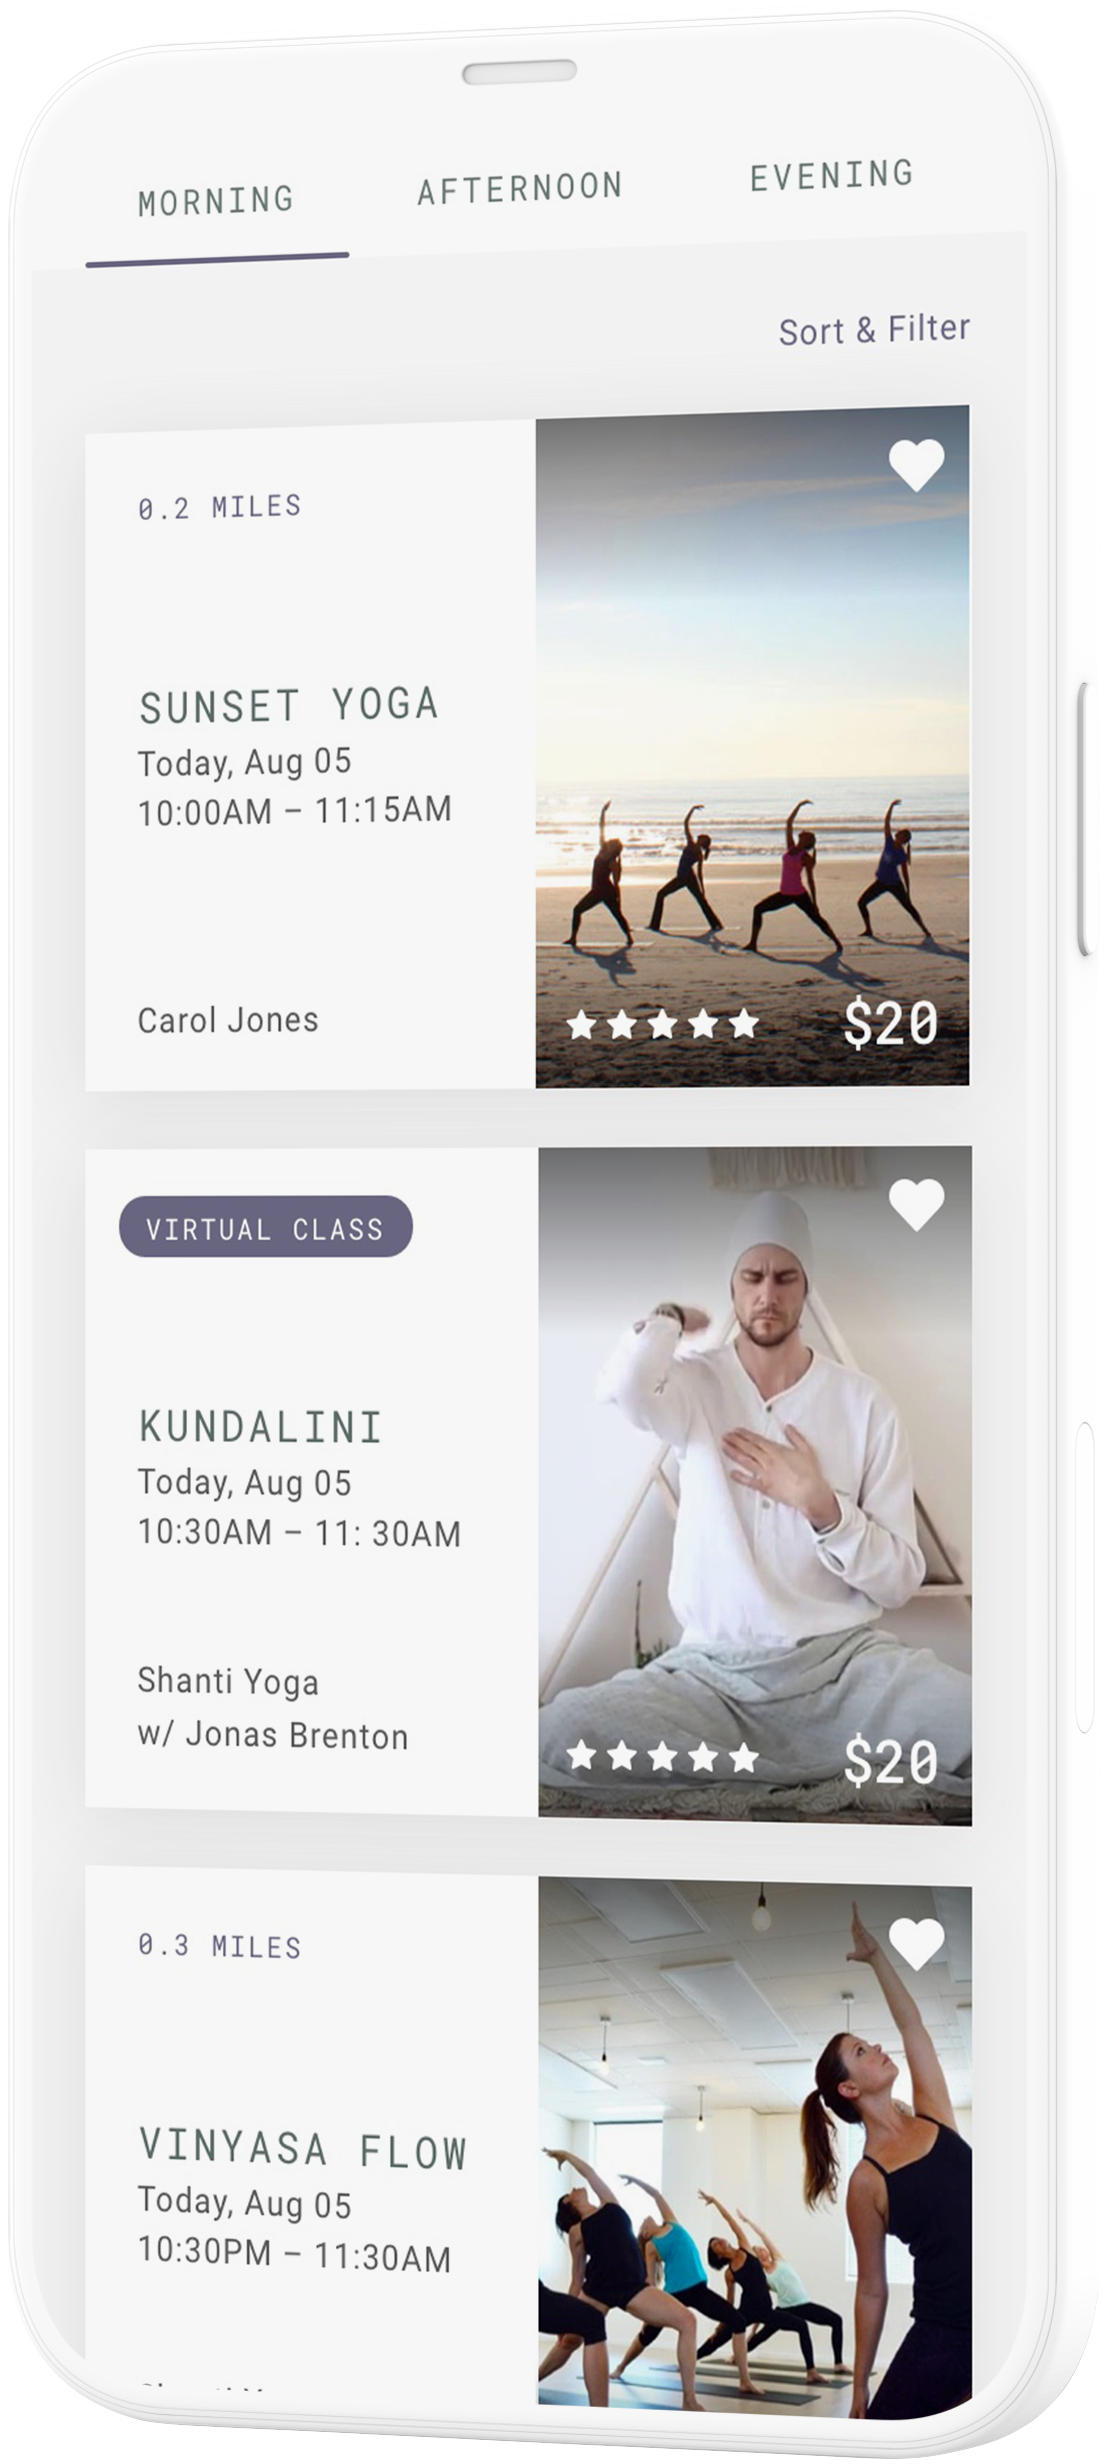 MORNING AFTERNOON EVENING
Sort & Filter
0.2 MILES
SUNSET YOGA
Today, Aug 05
10:00AM – 11:15AM
Carol Jones
$20
VIRTUAL CLASS
KUNDALINI
Today, Aug 05
10:30AM – 11: 30AM
Shanti Yoga
w/ Jonas Brenton
$20
0.3 MILES
VINYASA FLOW
Today, Aug 05
10:30PM – 11:30AM